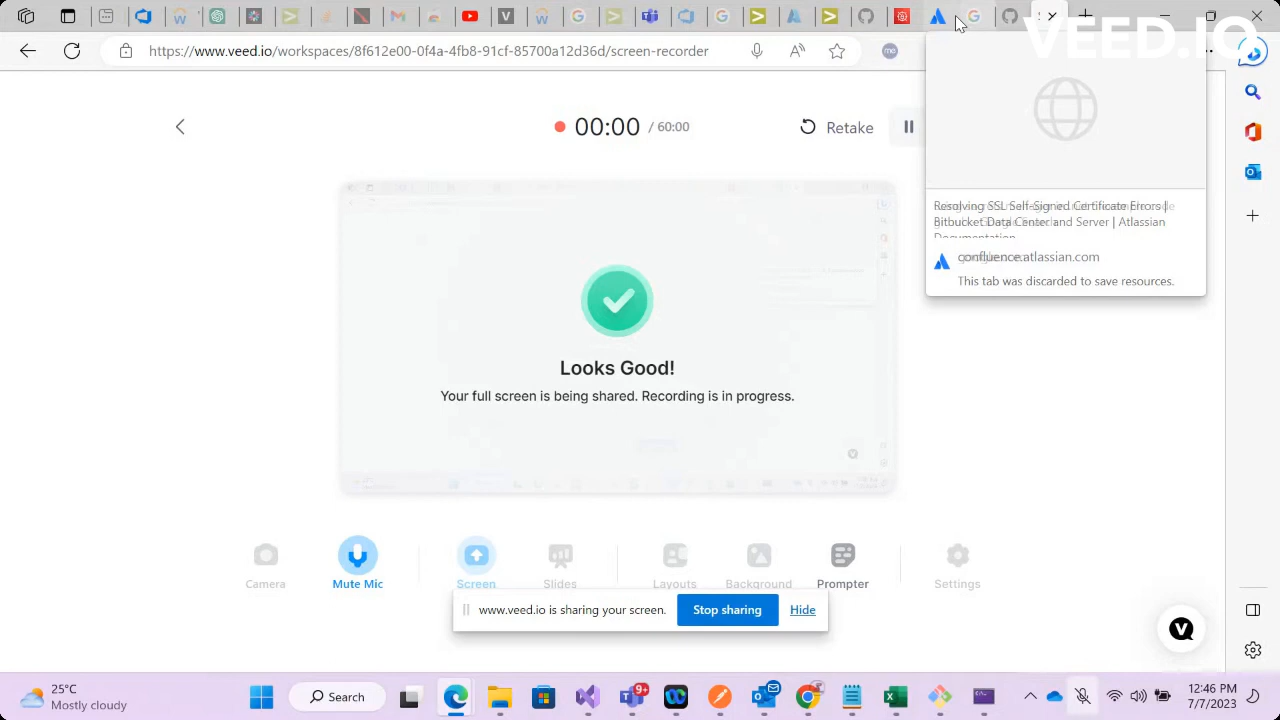 VEED.IO
https://www.veed.io/workspaces/8f612e00-0f4a-4fb8-91cf-85700a12d36d/screen-recorder
00:00 / 60:00
Retake
Resolving SSL Self-Signed Certificate Errors |
Bitbucket Data Center and Server | Atlassian
Documentation
confluence.atlassian.com
This tab was discarded to save resources.
Looks Good!
Your full screen is being shared. Recording is in progress.
Camera
Mute Mic
Screen
Slides
Layouts
Background
Prompter
Settings
www.veed.io is sharing your screen.
Stop sharing
Hide
25°C
Mostly cloudy
Search
9+
12:46 PM
7/7/2023